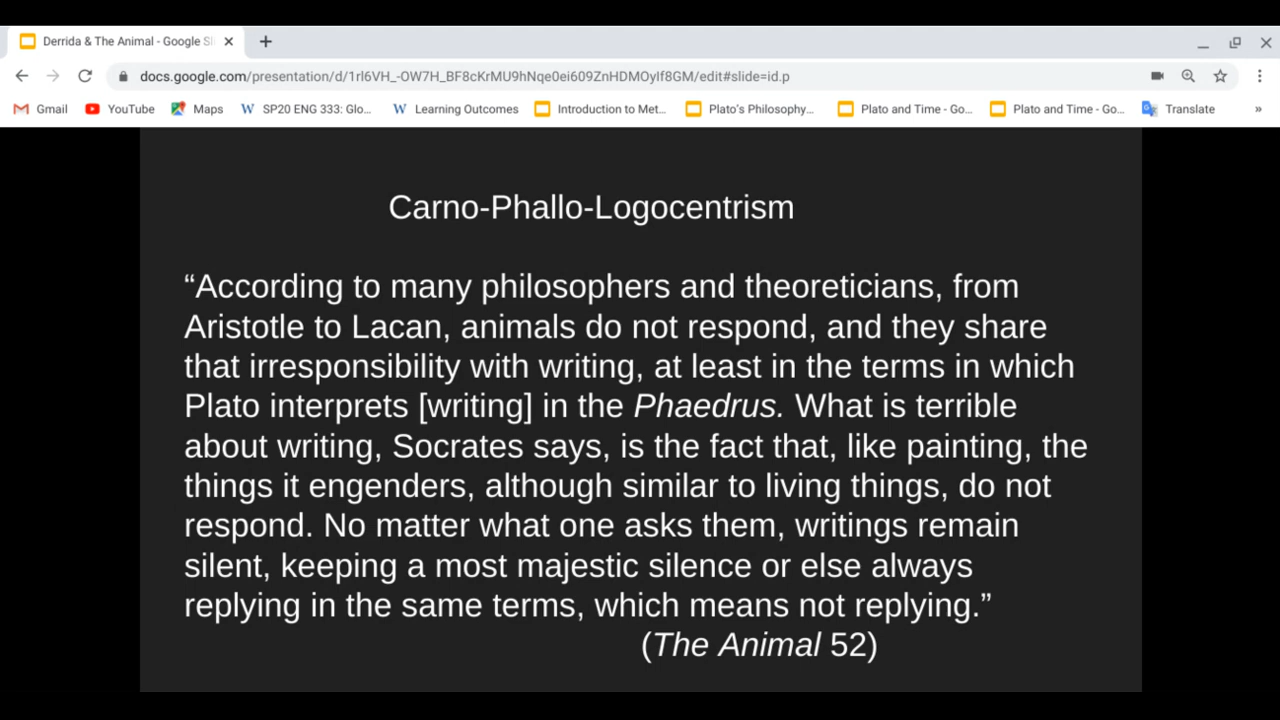 Derrida & The Animal - Google Sl
docs.google.com/presentation/d/1rl6VH_-OW7H_BF8cKrMU9hNqe0ei609ZnHDMOyIf8GM/edit#slide=id.p
Gmail YouTube Maps SP20 ENG 333: Glo... Learning Outcomes Introduction to Met... Plato's Philosophy... Plato and Time - Go... Plato and Time - Go... Translate »
Carno-Phallo-Logocentrism
“According to many philosophers and theoreticians, from
Aristotle to Lacan, animals do not respond, and they share
that irresponsibility with writing, at least in the terms in which
Plato interprets [writing] in the Phaedrus. What is terrible
about writing, Socrates says, is the fact that, like painting, the
things it engenders, although similar to living things, do not
respond. No matter what one asks them, writings remain
silent, keeping a most majestic silence or else always
replying in the same terms, which means not replying.”
(The Animal 52)